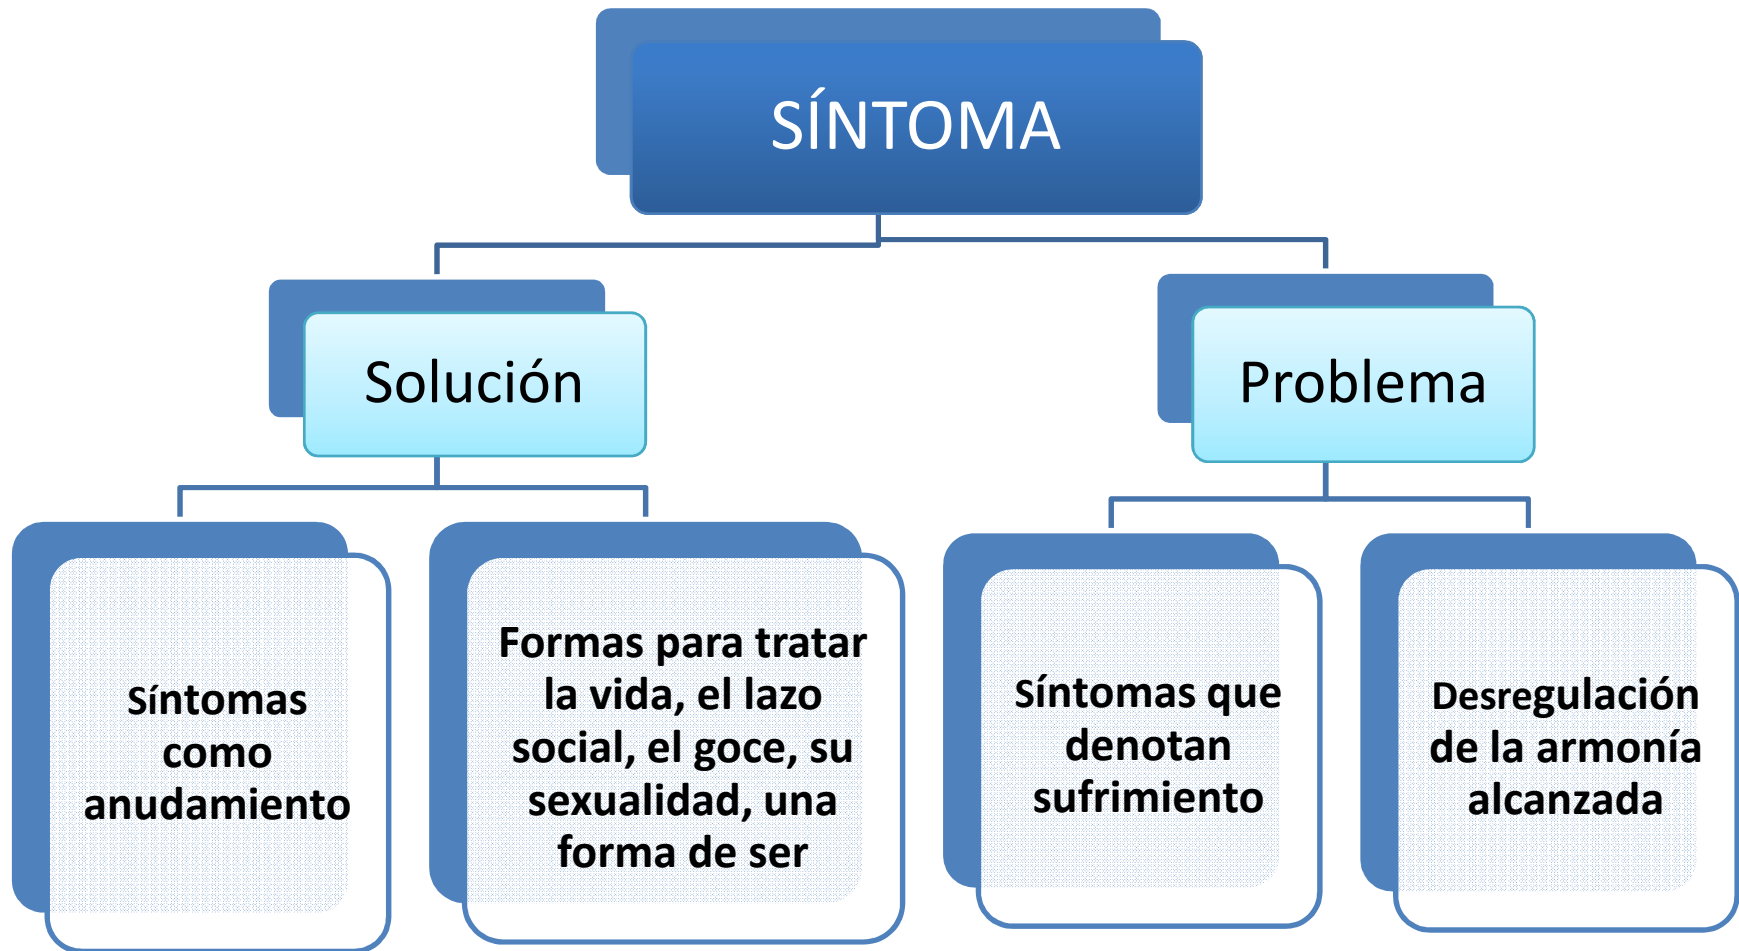 SÍNTOMA
Solución
Problema
Síntomas
como
anudamiento
Formas para tratar
la vida, el lazo
social, el goce, su
sexualidad, una
forma de ser
Síntomas que
denotan
sufrimiento
Desregulación
de la armonía
alcanzada